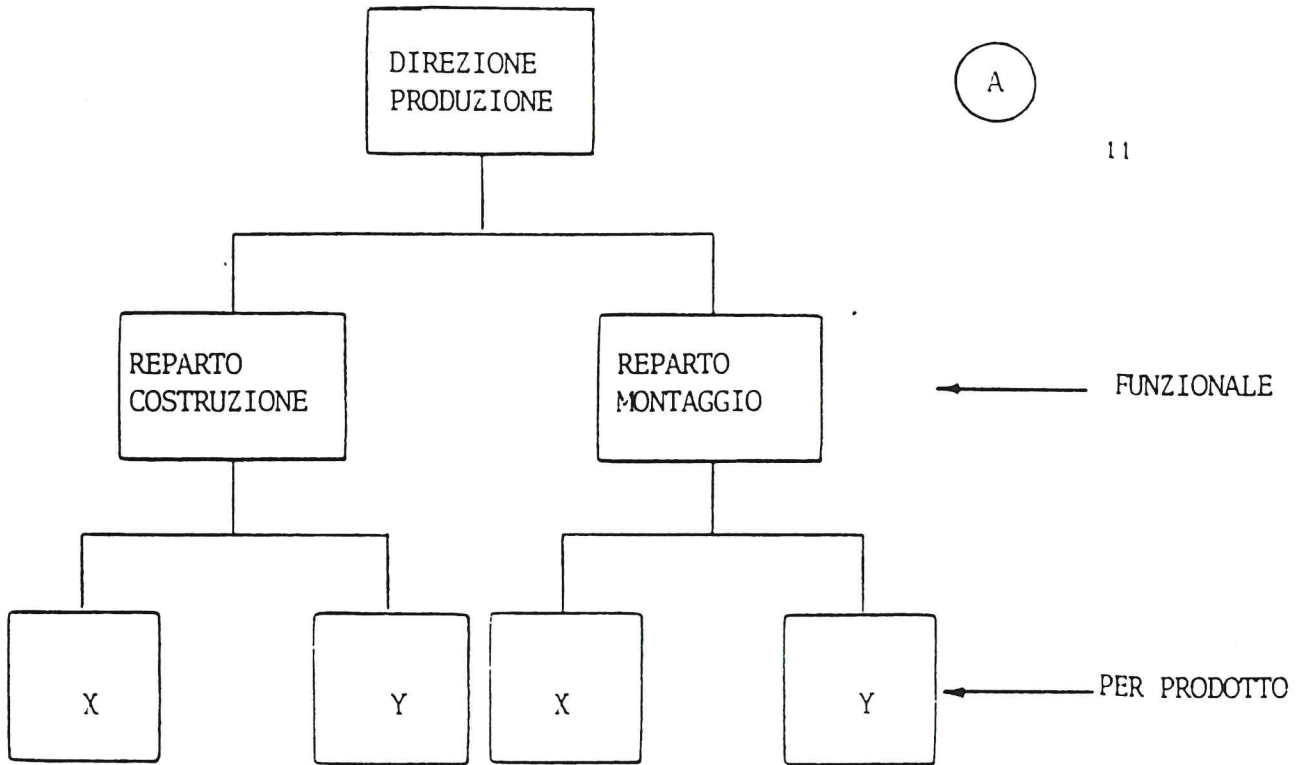 DIREZIONE
PRODUZIONE
A
11
REPARTO
COSTRUZIONE
REPARTO
MONTAGGIO
FUNZIONALE
X
Y
X
Y
PER PRODOTTO